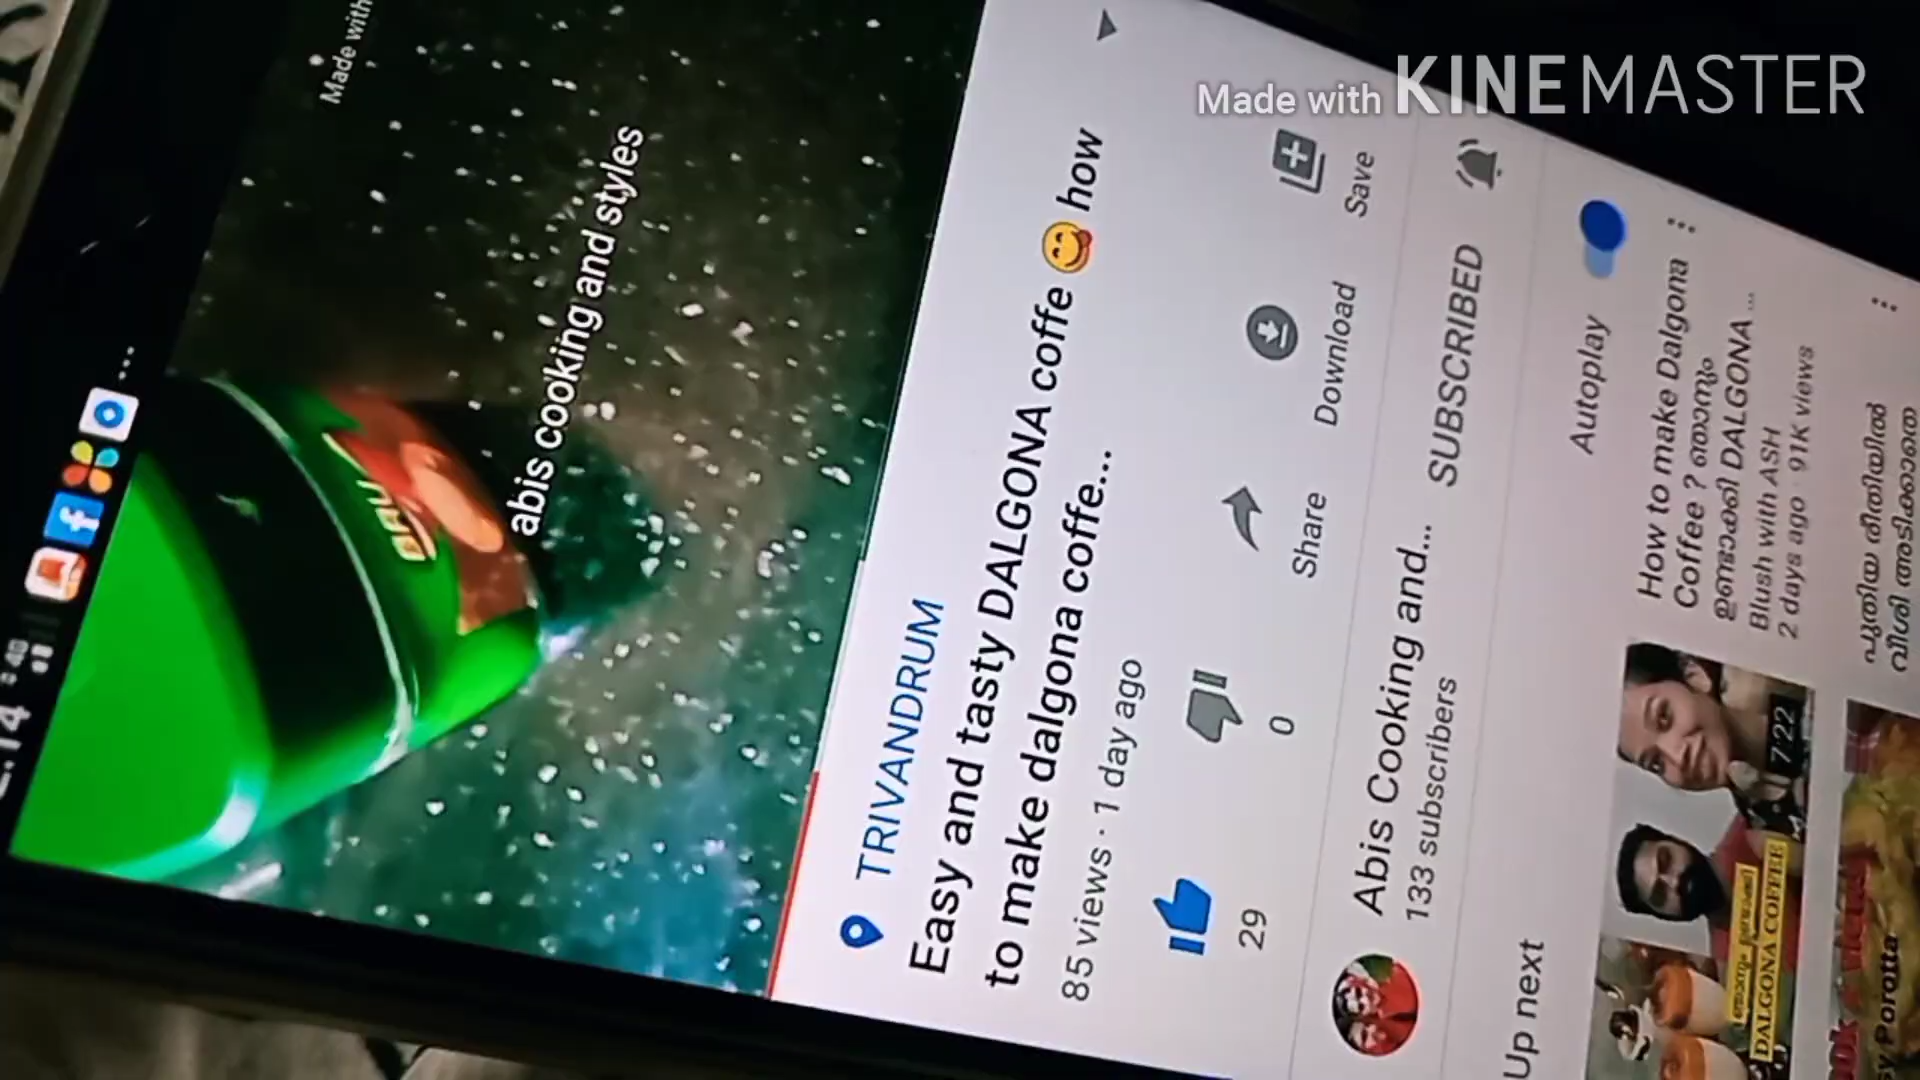 Made with KINEMASTER
Made with
abis cooking and styles
TRIVANDRUM
Easy and tasty DALGONA coffe 😋 how
to make dalgona coffe...
85 views · 1 day ago
29
0
Share
Download
Save
Abis Cooking and...
133 subscribers
SUBSCRIBED
Up next
Autoplay
How to make Dalgona
Coffee ? ഞാനും
ഉണ്ടാക്കി DALGONA ...
Blush with ASH
2 days ago · 91K views
7:22
DALGONA COFFEE
പുതിയ രീതിയിൽ
വീശി അടിക്കാതെ
Porotta